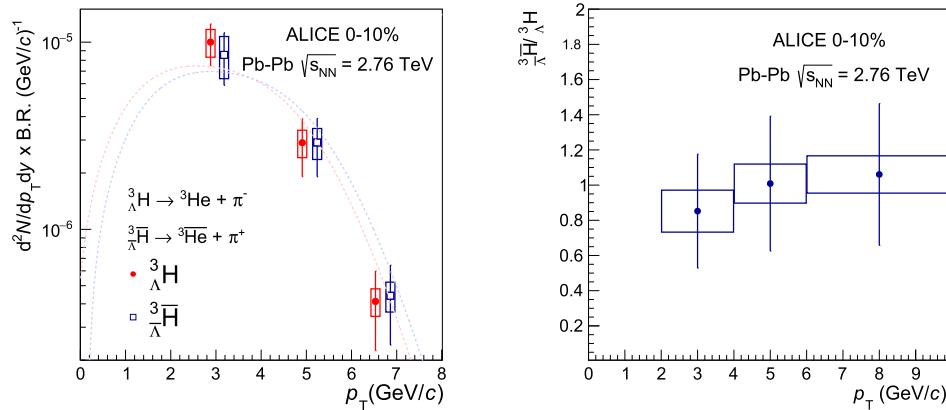 d²N/dp_T dy x B.R. (GeV/c)⁻¹
10⁻⁵
10⁻⁶
ALICE 0-10%
Pb-Pb √s_NN = 2.76 TeV
³_ΛH → ³He + π⁻
³_Λ̅H̅ → ³H̅e̅ + π⁺
³_ΛH
³_Λ̅H̅
0 1 2 3 4 5 6 7 8
p_T (GeV/c)
³_Λ̅H̅ / ³_ΛH
2
1.8
1.6
1.4
1.2
1
0.8
0.6
0.4
0.2
ALICE 0-10%
Pb-Pb √s_NN = 2.76 TeV
0 1 2 3 4 5 6 7 8 9
p_T (GeV/c)